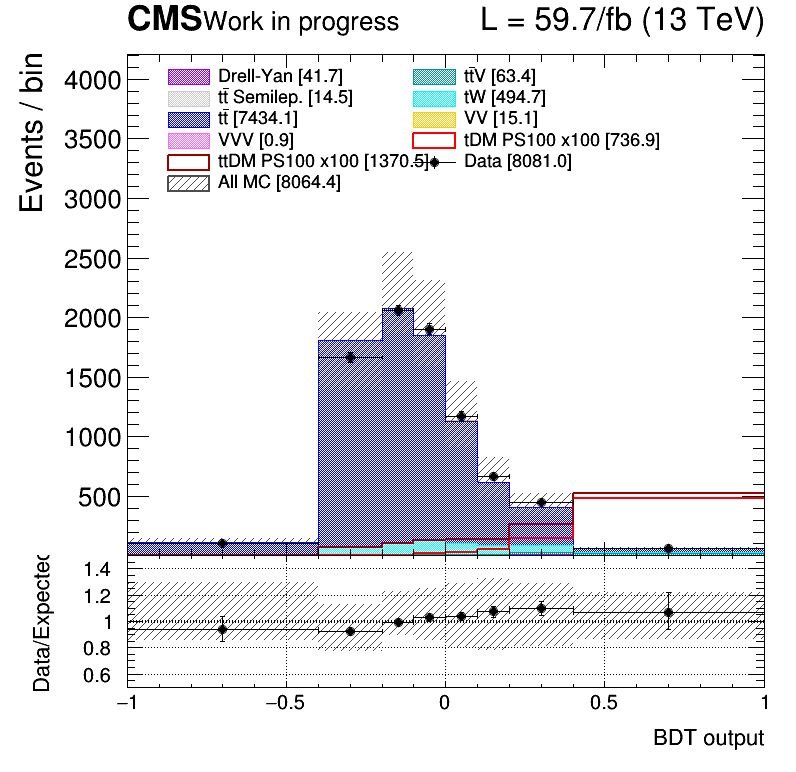 CMS Work in progress L = 59.7/fb (13 TeV)
Events / bin
4000
3500
3000
2500
2000
1500
1000
500
Drell-Yan [41.7] tt̄V [63.4]
tt̄ Semilep. [14.5] tW [494.7]
tt̄ [7434.1] VV [15.1]
VVV [0.9] tDM PS100 x100 [736.9]
ttDM PS100 x100 [1370.5] Data [8081.0]
All MC [8064.4]
Data/Expected
1.4
1.2
1
0.8
0.6
−1 −0.5 0 0.5 1
BDT output